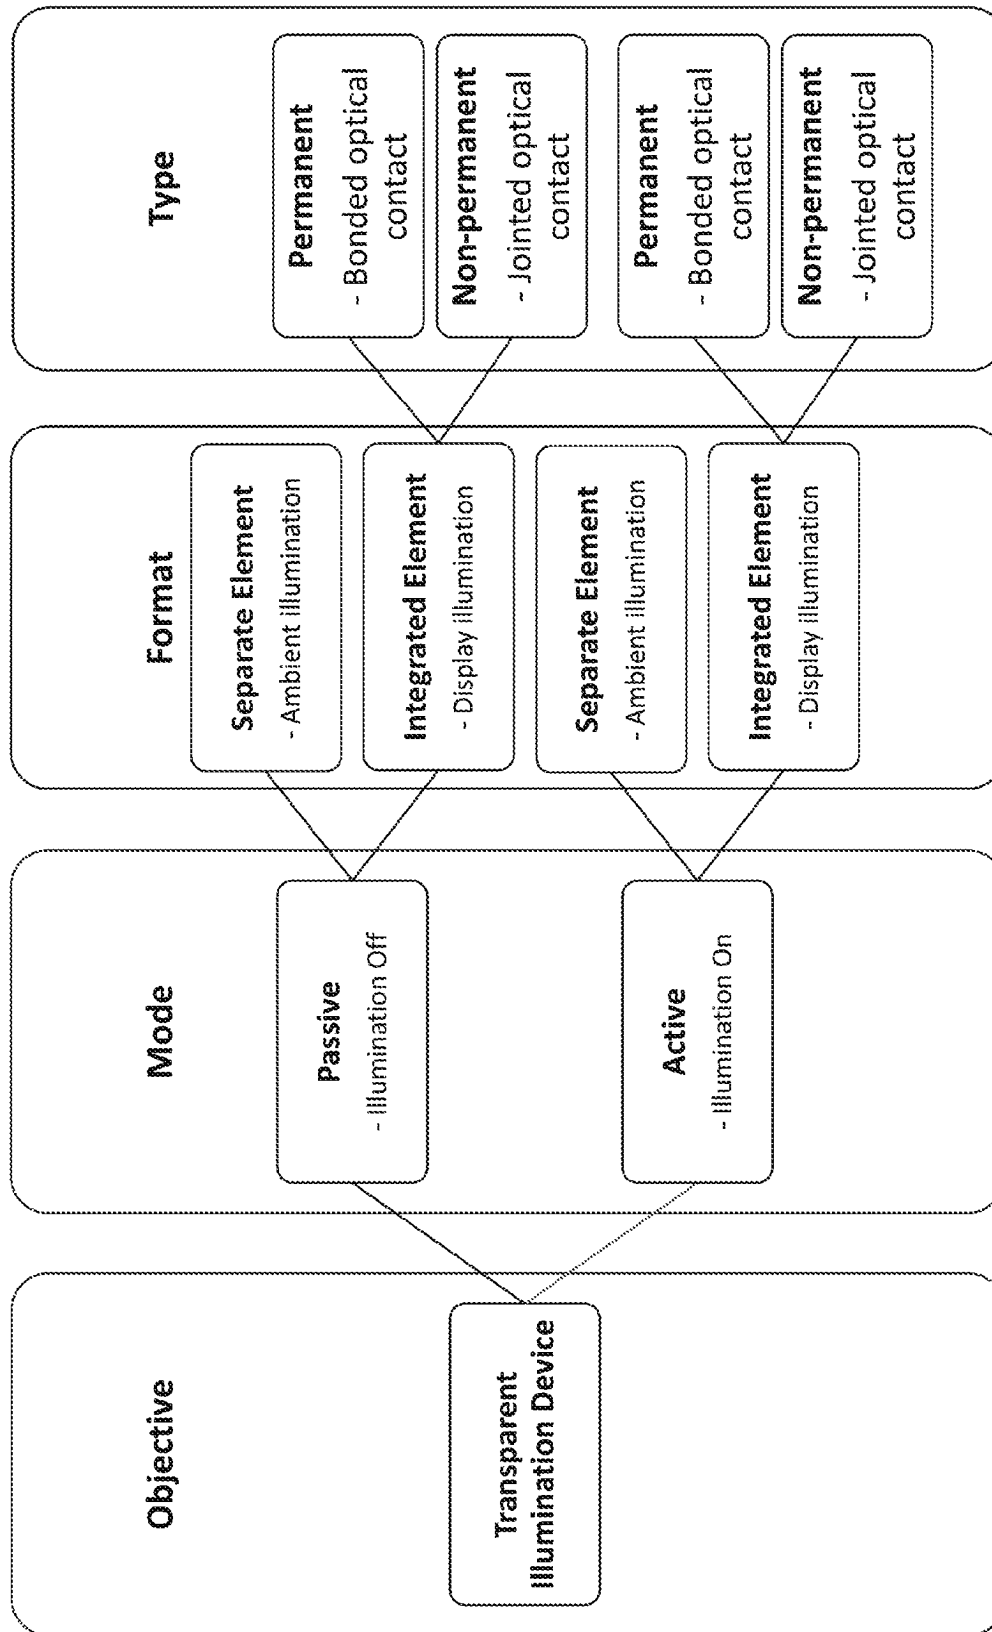 Objective
Transparent
Illumination Device
Mode
Passive
- Illumination Off
Active
- Illumination On
Format
Separate Element
- Ambient illumination
Integrated Element
- Display illumination
Separate Element
- Ambient illumination
Integrated Element
- Display illumination
Type
Permanent
- Bonded optical
contact
Non-permanent
- Jointed optical
contact
Permanent
- Bonded optical
contact
Non-permanent
- Jointed optical
contact